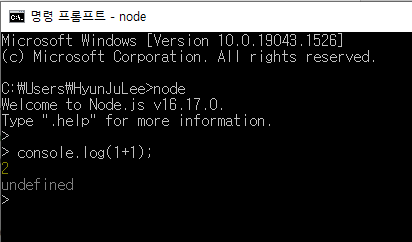 명령 프롬프트 - node
Microsoft Windows [Version 10.0.19043.1526]
(c) Microsoft Corporation. All rights reserved.
C:₩Users₩HyunJuLee>node
Welcome to Node.js v16.17.0.
Type ".help" for more information.
>
> console.log(1+1);
2
undefined
>